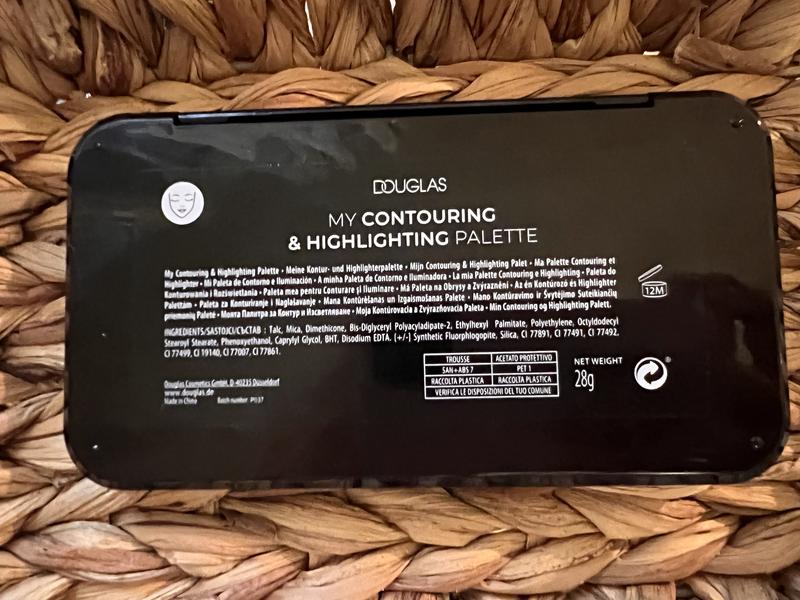 DOUGLAS
MY CONTOURING
& HIGHLIGHTING PALETTE
My Contouring & Highlighting Palette • Meine Kontur- und Highlighterpalette • Mijn Contouring & Highlighting Palet • Ma Palette Contouring et
Highlighter • Mi Paleta de Contorno e Iluminación • A minha Paleta de Contorno e Iluminadora • La mia Palette Contouring e Highlighting • Paleta do
Konturowania i Rozświetlania • Paleta mea pentru Conturare și Iluminare • Má Paleta na Obrysy a Zvýraznění • Az én Kontúrozó és Highlighter
Palettám • Paleta za Konturiranje i Naglašavanje • Mana Kontūrēšanas un Izgaismošanas Palete • Mano Kontūravimo ir Švytėjimo Suteikiančių
priemonių Paletė • Моята Палитра за Контур и Изсветляване • Moja Kontúrovacia a Zvýrazňovacia Paleta • Min Contouring og Highlighting Palett.
12M
INGREDIENTS/SASTOJCI/СЪСТАВ : Talc, Mica, Dimethicone, Bis-Diglyceryl Polyacyladipate-2, Ethylhexyl Palmitate, Polyethylene, Octyldodecyl
Stearoyl Stearate, Phenoxyethanol, Caprylyl Glycol, BHT, Disodium EDTA. [+/-] Synthetic Fluorphlogopite, Silica, CI 77891, CI 77491, CI 77492,
CI 77499, CI 19140, CI 77007, CI 77861.
TROUSSE ACETATO PROTETTIVO
SAN+ABS 7 PET 1
RACCOLTA PLASTICA RACCOLTA PLASTICA
VERIFICA LE DISPOSIZIONI DEL TUO COMUNE
NET WEIGHT
28g
Douglas Cosmetics GmbH, D-40235 Düsseldorf
www.douglas.de
Made in China Batch number P1137